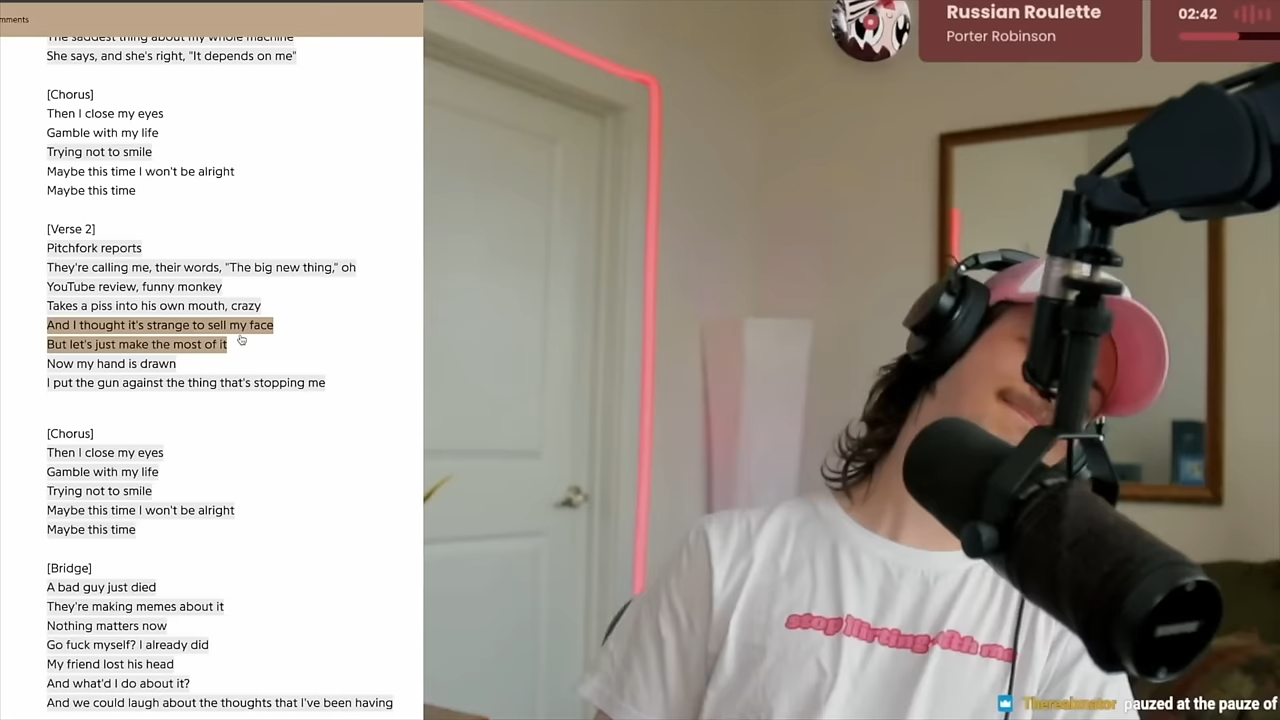 mments
The saddest thing about my whole machine
She says, and she's right, "It depends on me"
[Chorus]
Then I close my eyes
Gamble with my life
Trying not to smile
Maybe this time I won't be alright
Maybe this time
[Verse 2]
Pitchfork reports
They're calling me, their words, "The big new thing," oh
YouTube review, funny monkey
Takes a piss into his own mouth, crazy
And I thought it's strange to sell my face
But let's just make the most of it
Now my hand is drawn
I put the gun against the thing that's stopping me
[Chorus]
Then I close my eyes
Gamble with my life
Trying not to smile
Maybe this time I won't be alright
Maybe this time
[Bridge]
A bad guy just died
They're making memes about it
Nothing matters now
Go fuck myself? I already did
My friend lost his head
And what'd I do about it?
And we could laugh about the thoughts that I've been having
Russian Roulette
Porter Robinson
02:42
stop flirting with me
pauzed at the pauze of